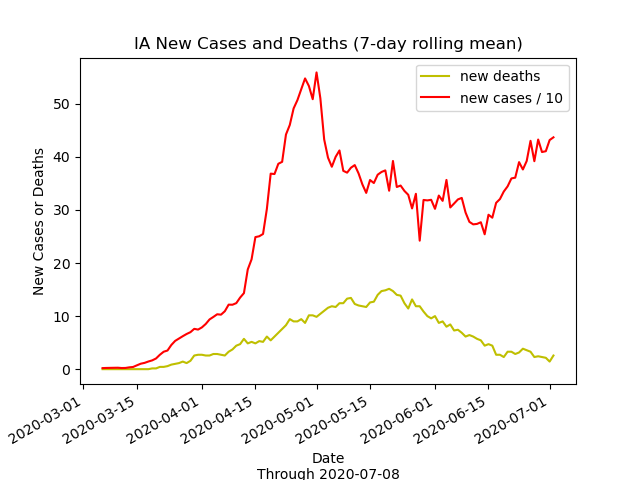 IA New Cases and Deaths (7-day rolling mean)
new deaths
new cases / 10
New Cases or Deaths
50
40
30
20
10
0
2020-03-01
2020-03-15
2020-04-01
2020-04-15
2020-05-01
2020-05-15
2020-06-01
2020-06-15
2020-07-01
Date
Through 2020-07-08